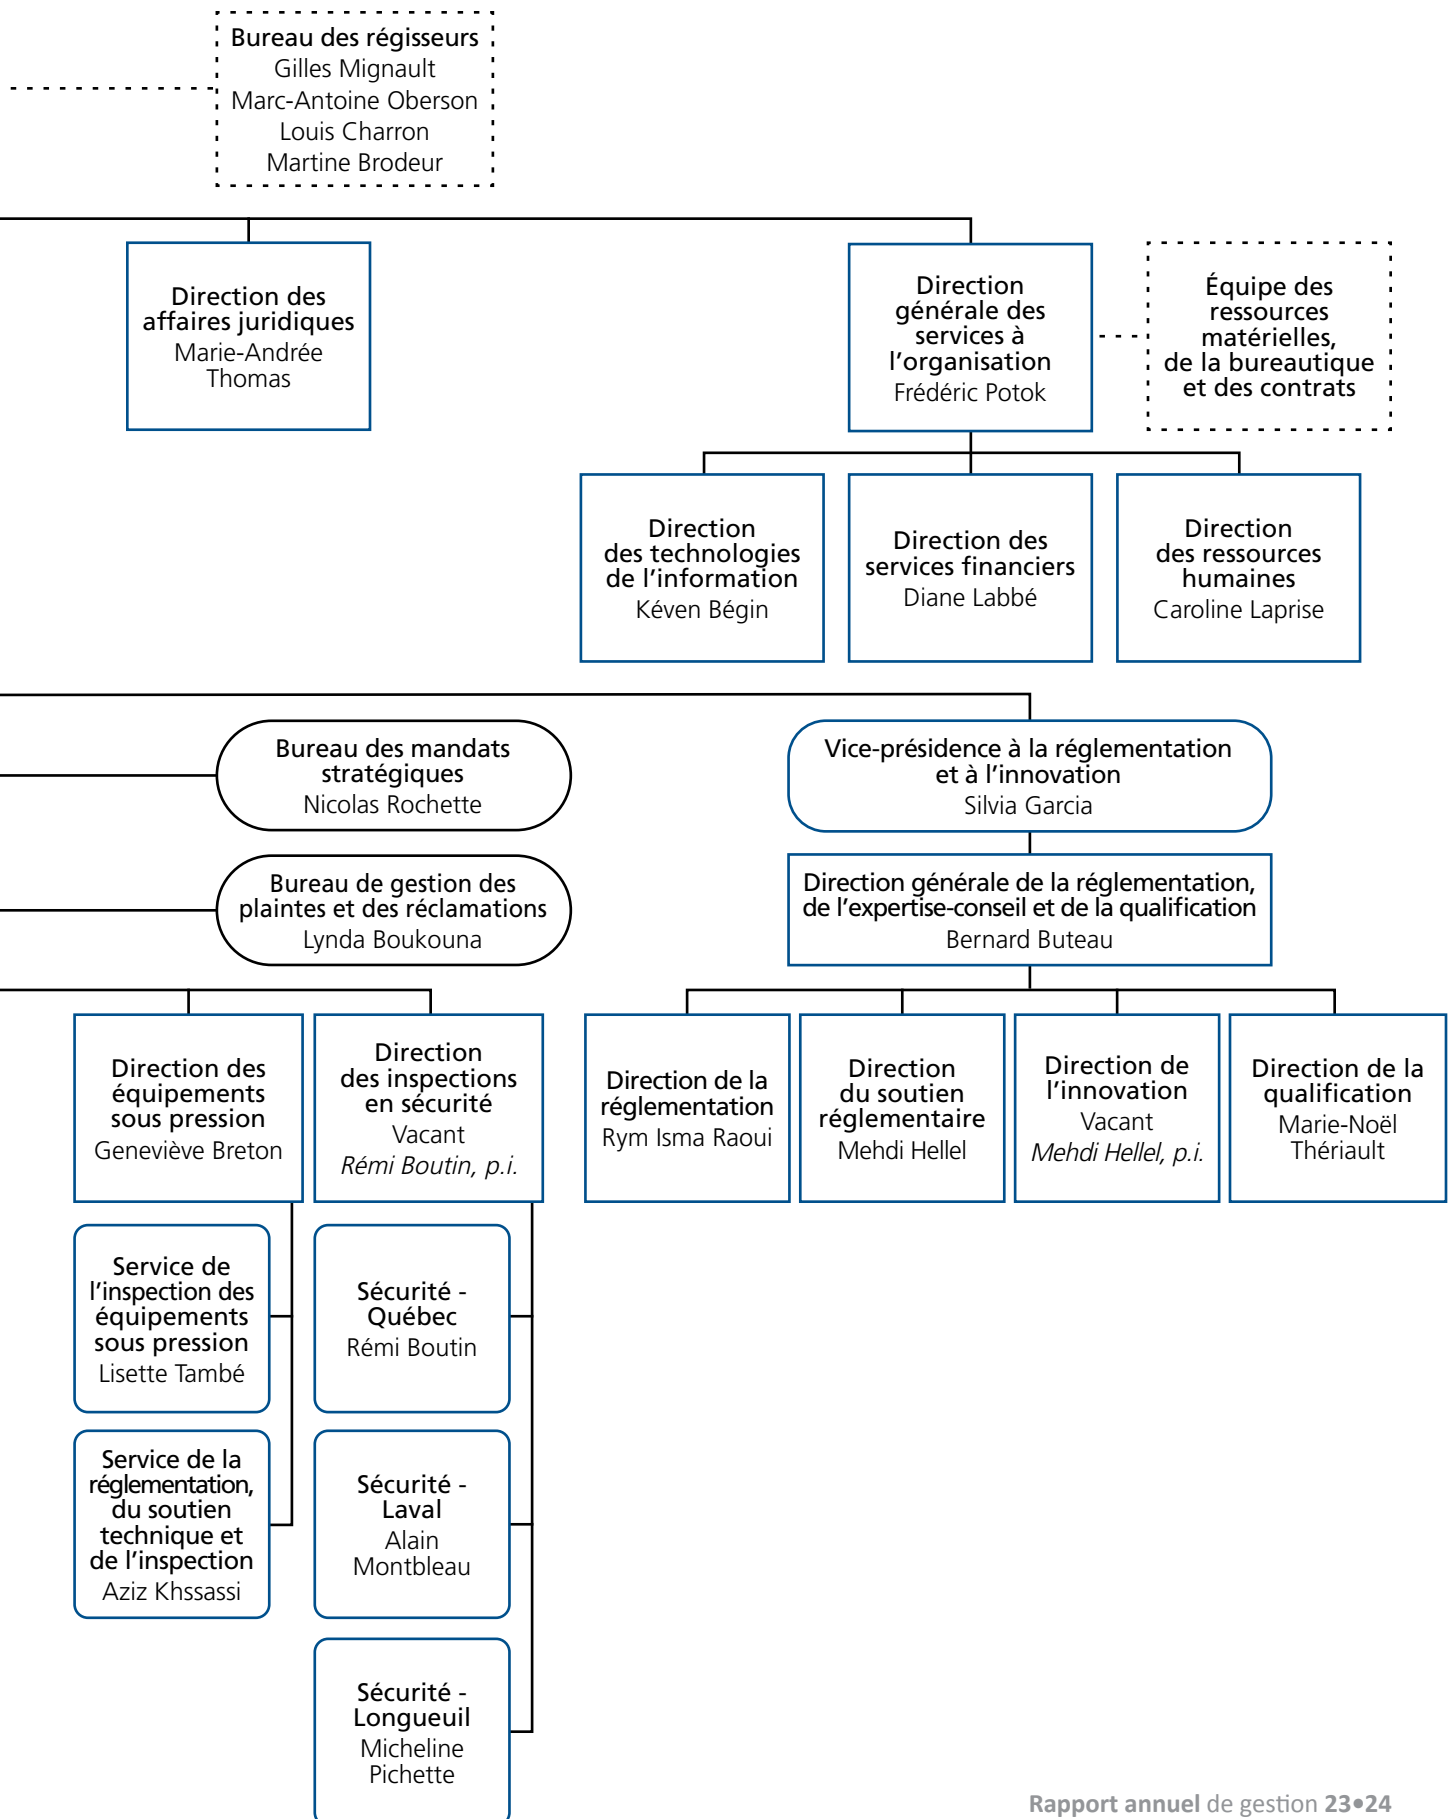 Bureau des régisseurs
Gilles Mignault
Marc-Antoine Oberson
Louis Charron
Martine Brodeur
Direction des
affaires juridiques
Marie-Andrée
Thomas
Direction
générale des
services à
l'organisation
Frédéric Potok
Équipe des
ressources
matérielles,
de la bureautique
et des contrats
Direction
des technologies
de l'information
Kéven Bégin
Direction des
services financiers
Diane Labbé
Direction
des ressources
humaines
Caroline Laprise
Bureau des mandats
stratégiques
Nicolas Rochette
Vice-présidence à la réglementation
et à l'innovation
Silvia Garcia
Bureau de gestion des
plaintes et des réclamations
Lynda Boukouna
Direction générale de la réglementation,
de l'expertise-conseil et de la qualification
Bernard Buteau
Direction des
équipements
sous pression
Geneviève Breton
Direction
des inspections
en sécurité
Vacant
Rémi Boutin, p.i.
Direction de la
réglementation
Rym Isma Raoui
Direction
du soutien
réglementaire
Mehdi Hellel
Direction de
l'innovation
Vacant
Mehdi Hellel, p.i.
Direction de la
qualification
Marie-Noël
Thériault
Service de
l'inspection des
équipements
sous pression
Lisette També
Sécurité -
Québec
Rémi Boutin
Service de la
réglementation,
du soutien
technique et
de l'inspection
Aziz Khssassi
Sécurité -
Laval
Alain
Montbleau
Sécurité -
Longueuil
Micheline
Pichette
Rapport annuel de gestion 23•24